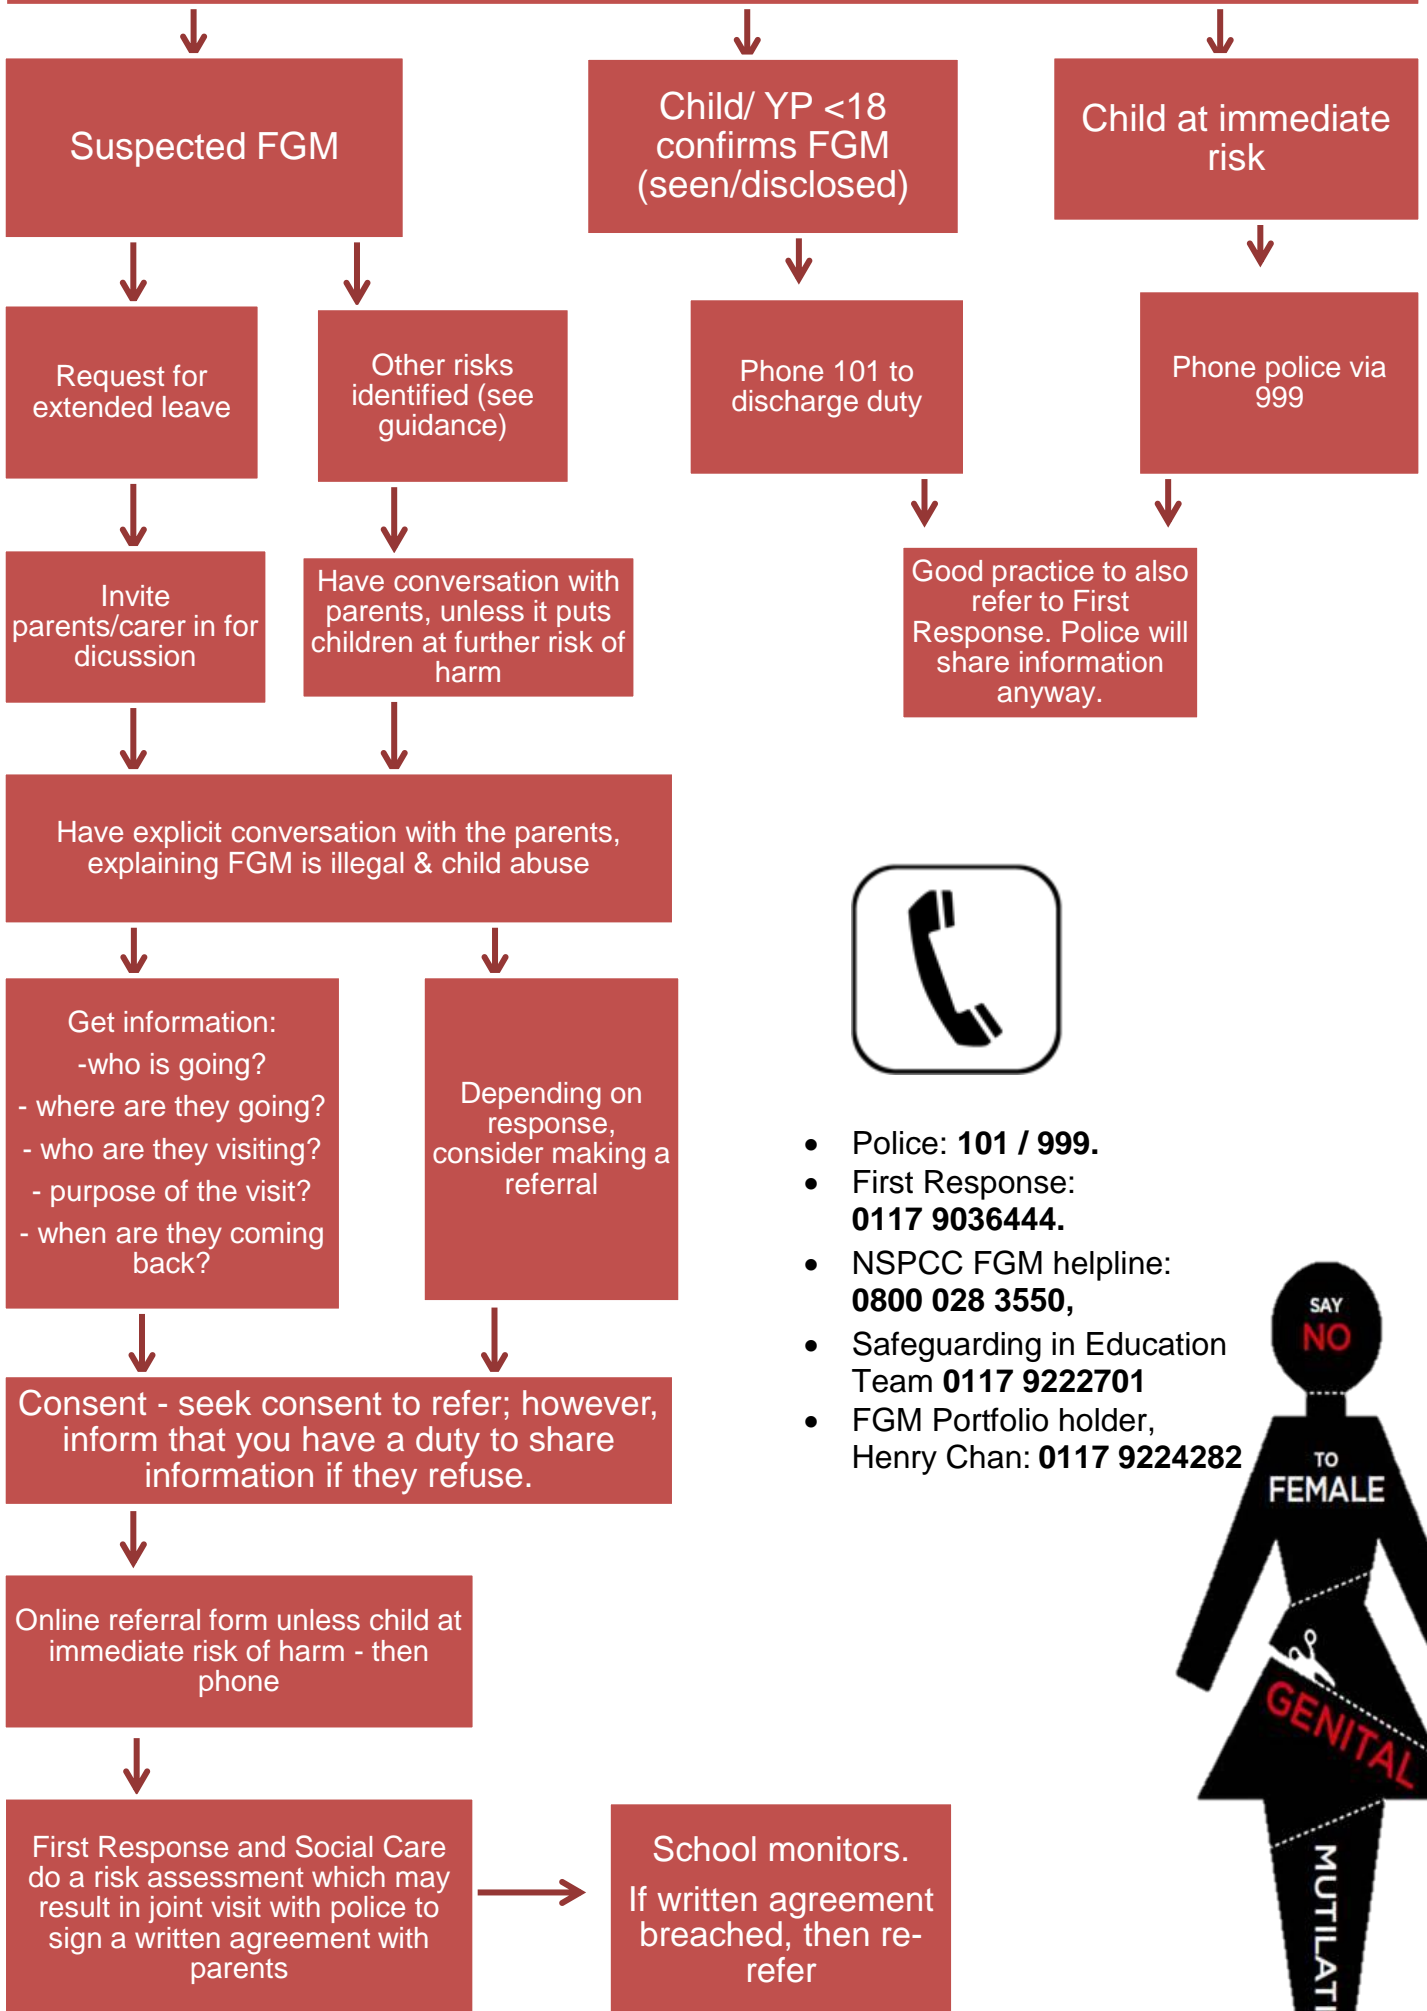 Suspected FGM
Child/ YP <18
confirms FGM
(seen/disclosed)
Child at immediate
risk
Request for
extended leave
Other risks
identified (see
guidance)
Phone 101 to
discharge duty
Phone police via
999
Invite
parents/carer in for
dicussion
Have conversation with
parents, unless it puts
children at further risk of
harm
Good practice to also
refer to First
Response. Police will
share information
anyway.
Have explicit conversation with the parents,
explaining FGM is illegal & child abuse
Get information:
-who is going?
- where are they going?
- who are they visiting?
- purpose of the visit?
- when are they coming
back?
Depending on
response,
consider making a
referral
Consent - seek consent to refer; however,
inform that you have a duty to share
information if they refuse.
Online referral form unless child at
immediate risk of harm - then
phone
First Response and Social Care
do a risk assessment which may
result in joint visit with police to
sign a written agreement with
parents
School monitors.
If written agreement
breached, then re-
refer
• Police: 101 / 999.
• First Response:
0117 9036444.
• NSPCC FGM helpline:
0800 028 3550,
• Safeguarding in Education
Team 0117 9222701
• FGM Portfolio holder,
Henry Chan: 0117 9224282
SAY
NO
TO
FEMALE
GENITAL
MUTILATI